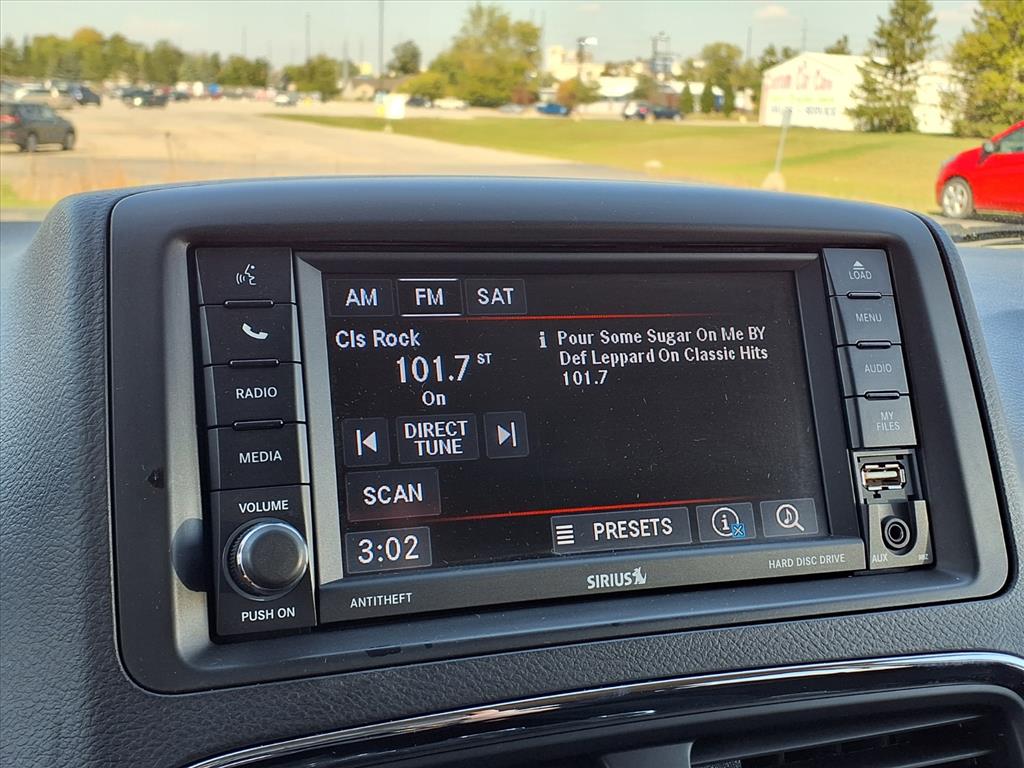 AM FM SAT
Cls Rock
101.7 ST
On
i Pour Some Sugar On Me BY
Def Leppard On Classic Hits
101.7
DIRECT
TUNE
SCAN
3:02
PRESETS
i
RADIO
MEDIA
VOLUME
PUSH ON
LOAD
MENU
AUDIO
MY
FILES
AUX
ANTITHEFT
SIRIUS
HARD DISC DRIVE